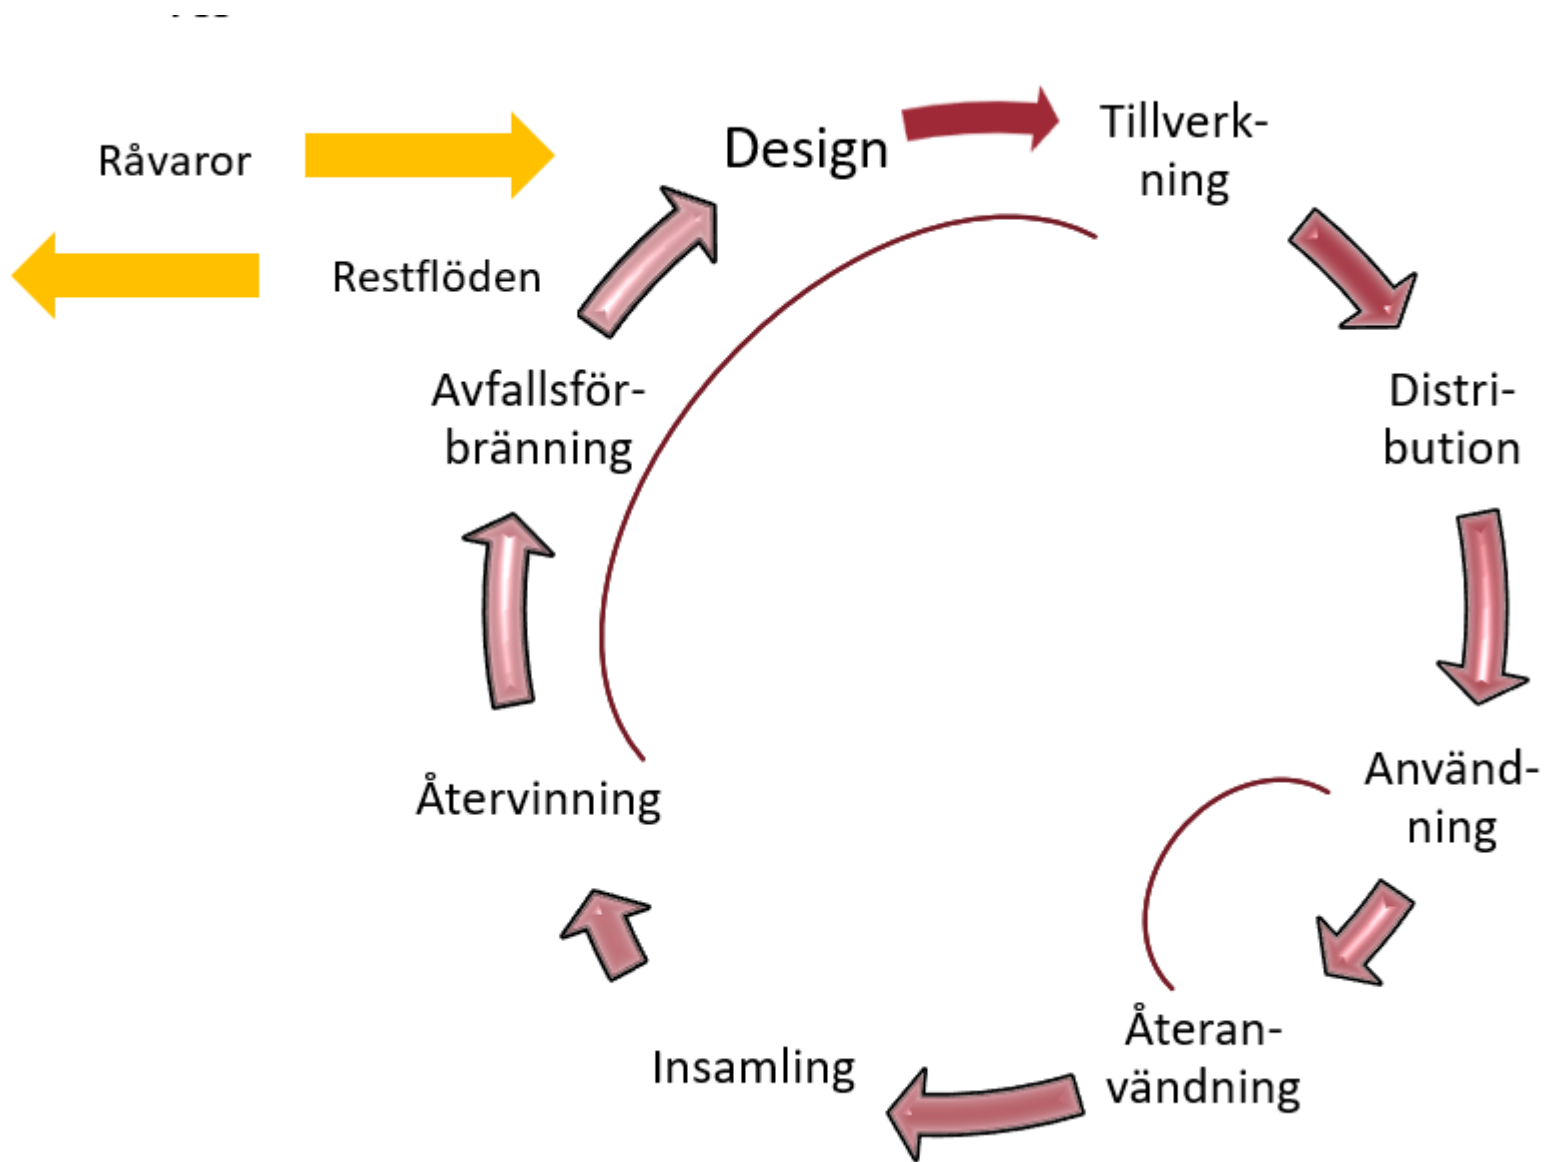 Råvaror
Restflöden
Design
Tillverk-
ning
Distri-
bution
Använd-
ning
Återan-
vändning
Insamling
Återvinning
Avfallsför-
bränning